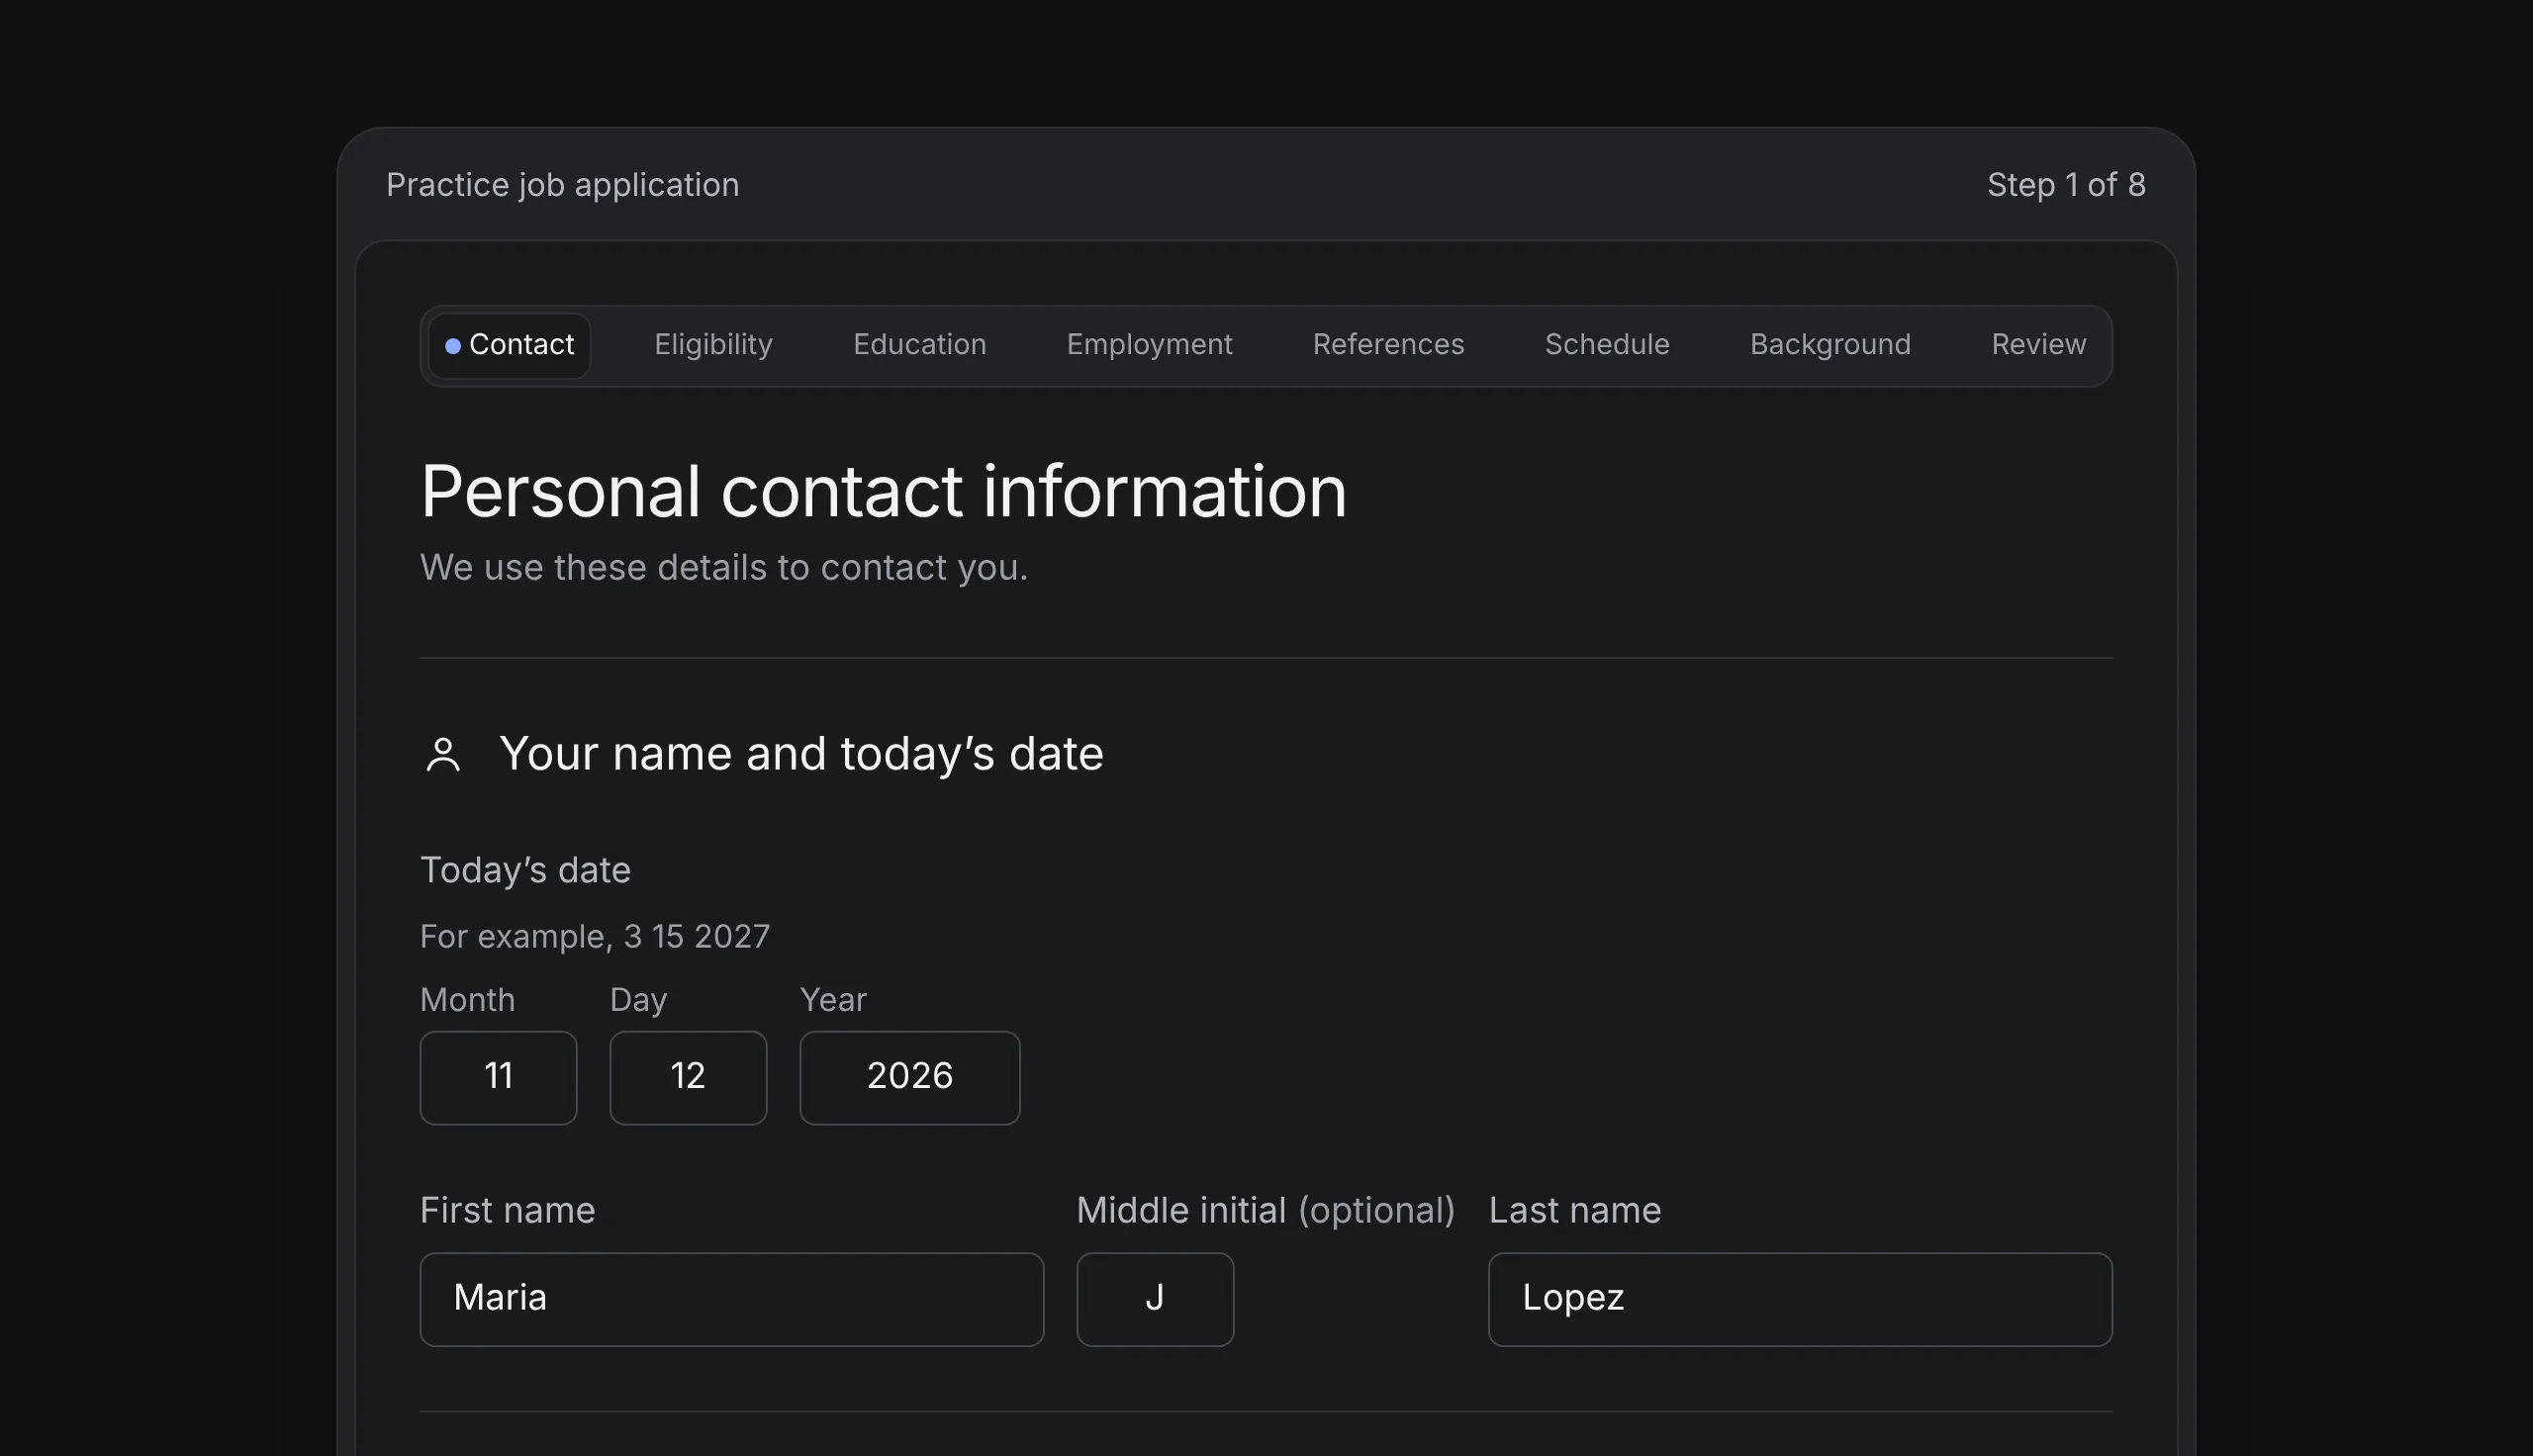 Practice job application
Step 1 of 8
Contact Eligibility Education Employment References Schedule Background Review
Personal contact information
We use these details to contact you.
Your name and today’s date
Today’s date
For example, 3 15 2027
Month Day Year
11 12 2026
First name Middle initial (optional) Last name
Maria J Lopez